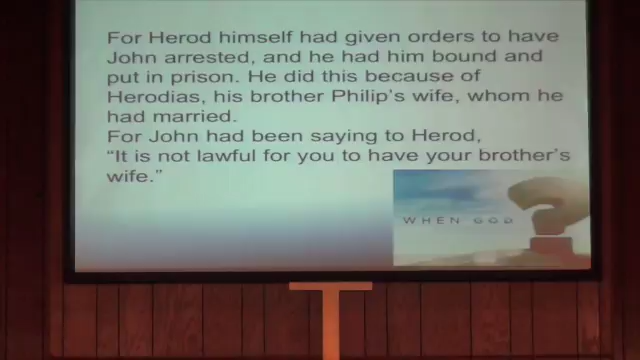 For Herod himself had given orders to have
John arrested, and he had him bound and
put in prison. He did this because of
Herodias, his brother Philip's wife, whom he
had married.
For John had been saying to Herod,
“It is not lawful for you to have your brother's
wife.”
WHEN GOD